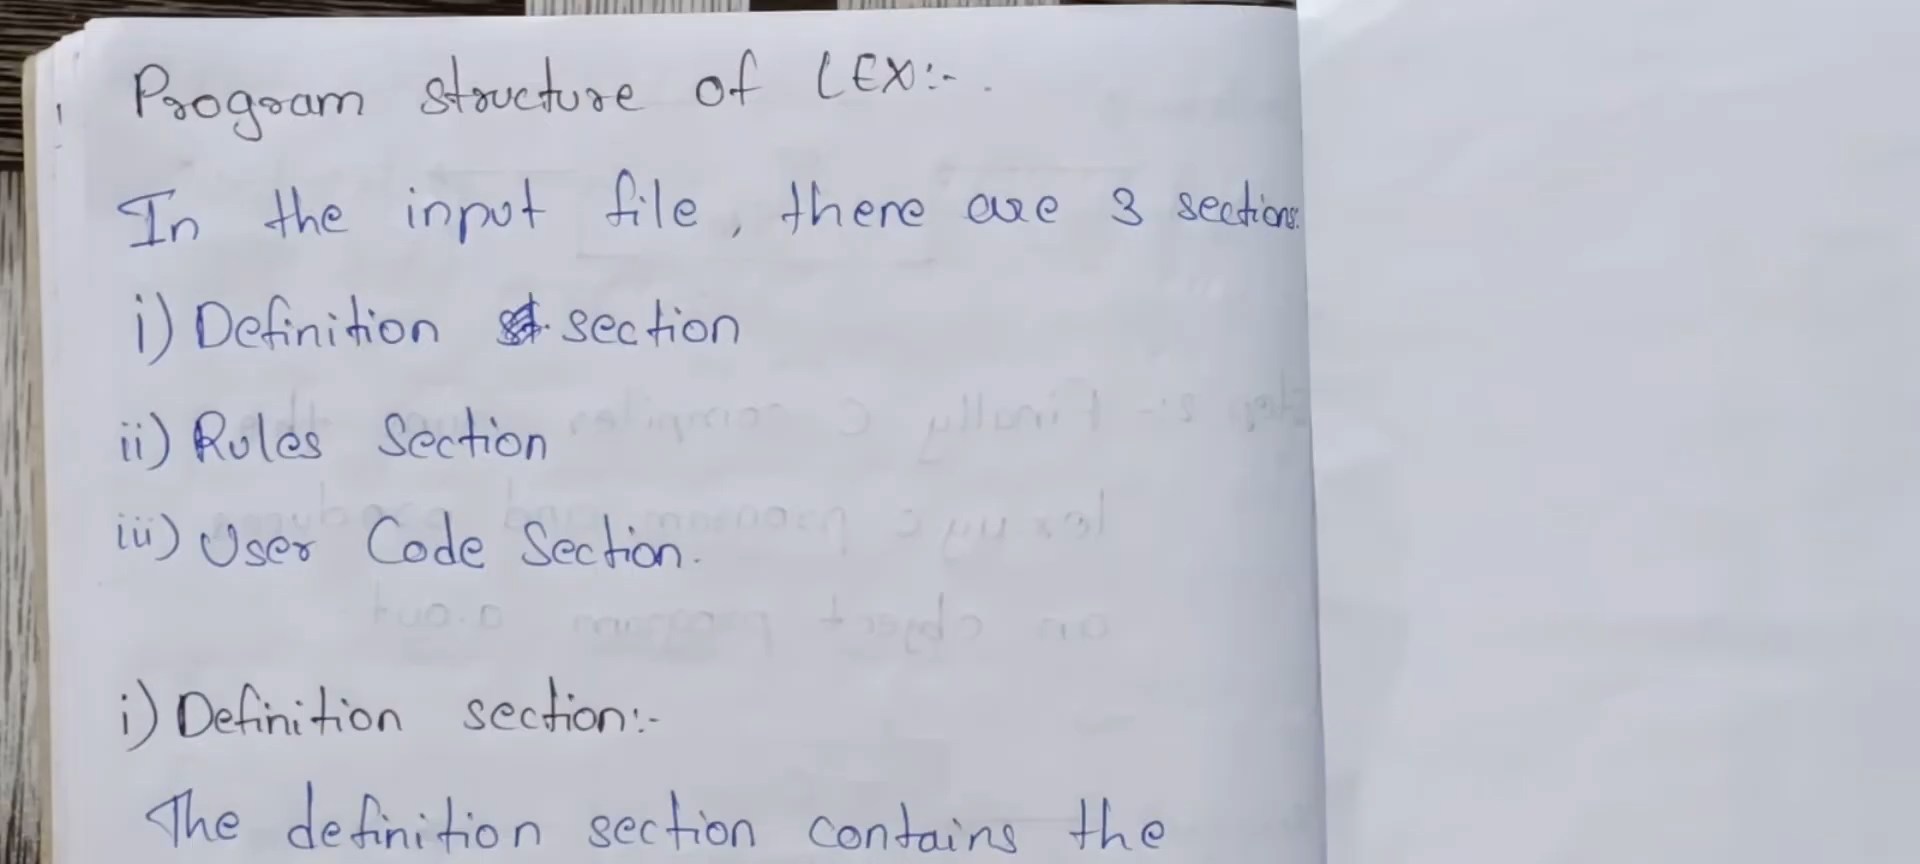 Program structure of LEX:-.
In the input file, there are 3 sections.
i) Definition section
ii) Rules Section
iii) User Code Section.
i) Definition section:-
The definition section contains the